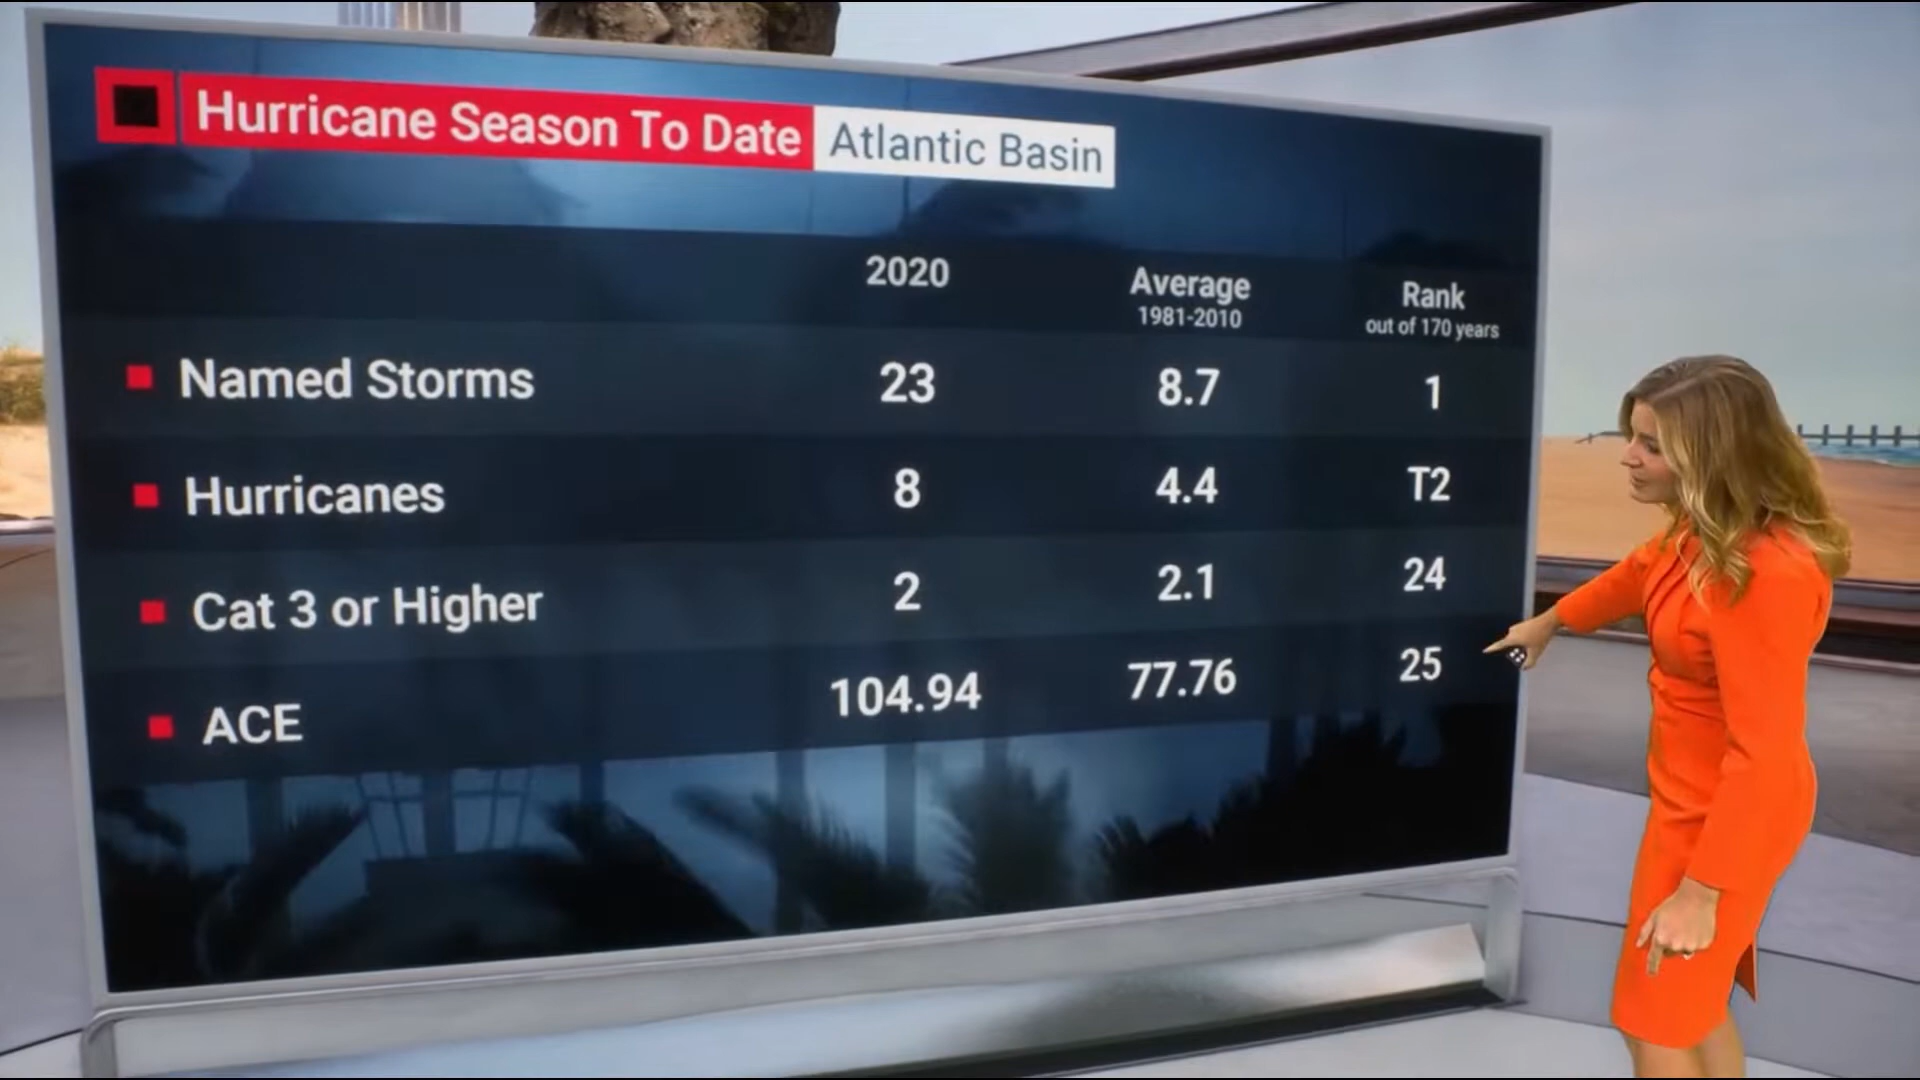 Hurricane Season To Date Atlantic Basin
2020 Average Rank
1981-2010 out of 170 years
Named Storms 23 8.7 1
Hurricanes 8 4.4 T2
Cat 3 or Higher 2 2.1 24
ACE 104.94 77.76 25